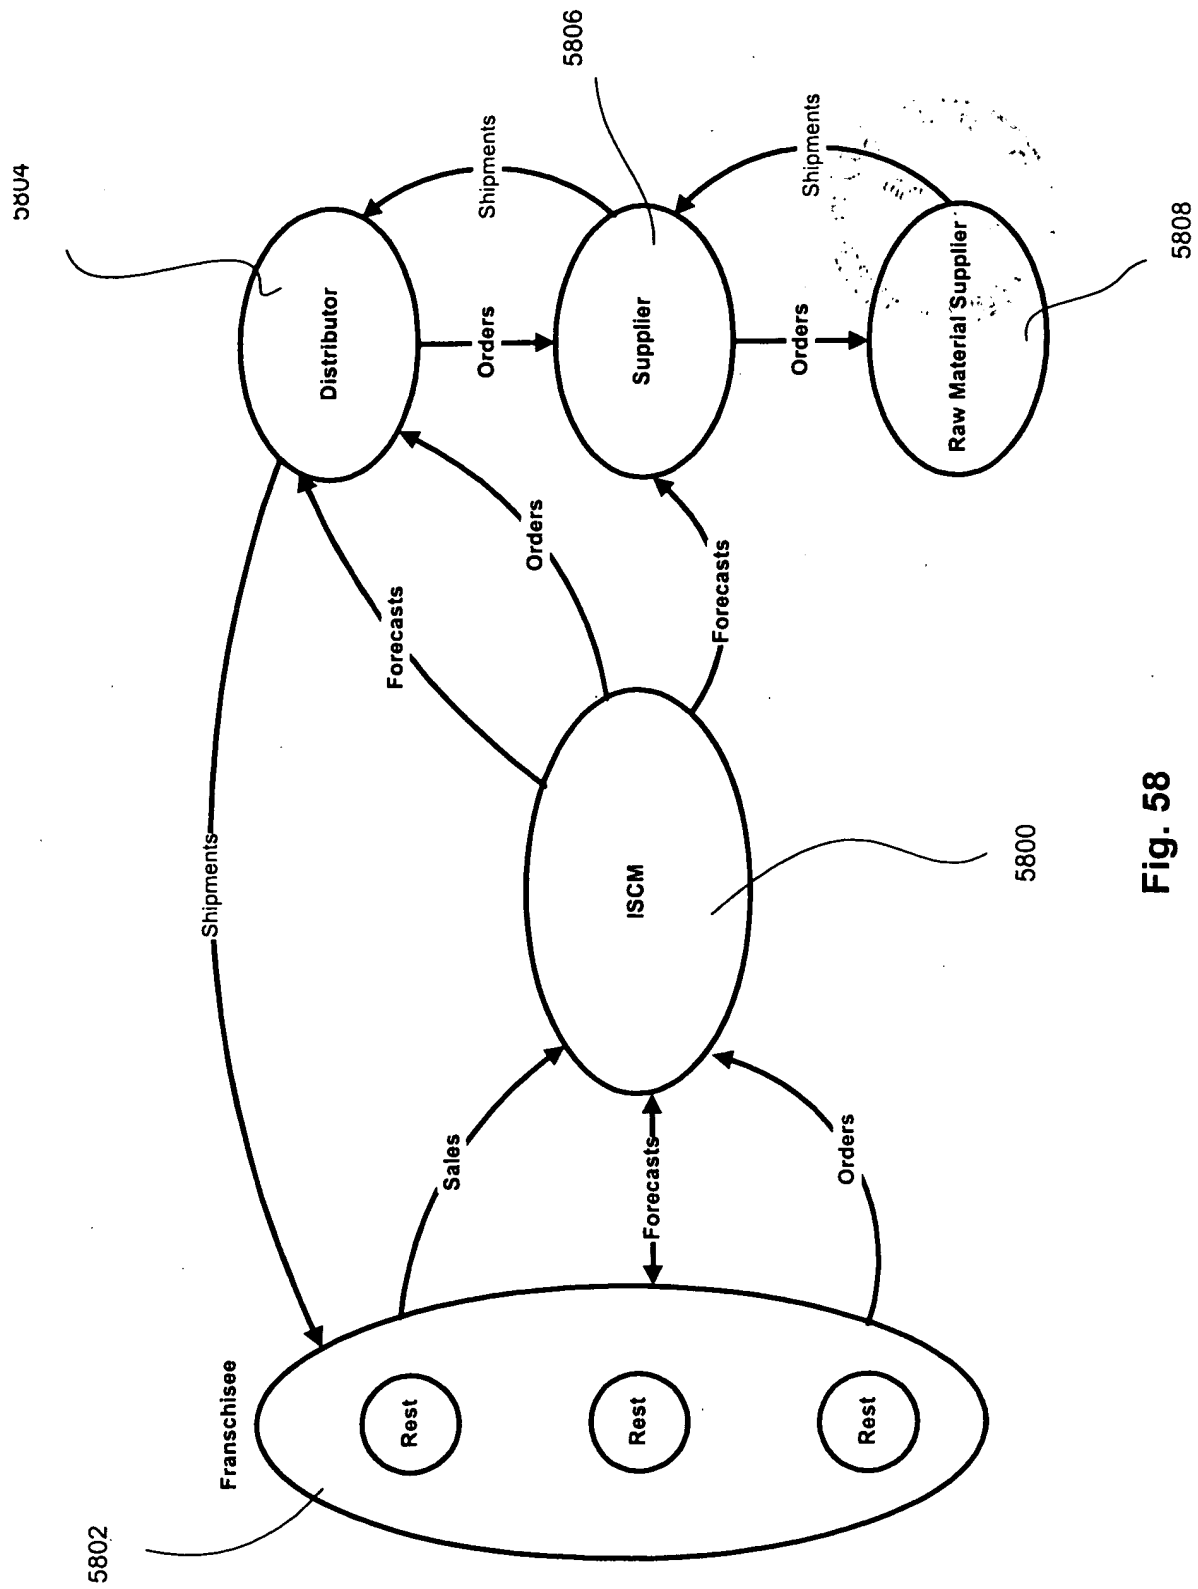 5804
Shipments
Distributor
Franschisee
5802
Forecasts
Orders
Orders
Shipments
5806
Sales
Rest
Forecasts
Rest
ISCM
Forecasts
Supplier
Orders
Rest
Orders
Shipments
Raw Material Supplier
5800
5808
Fig. 58